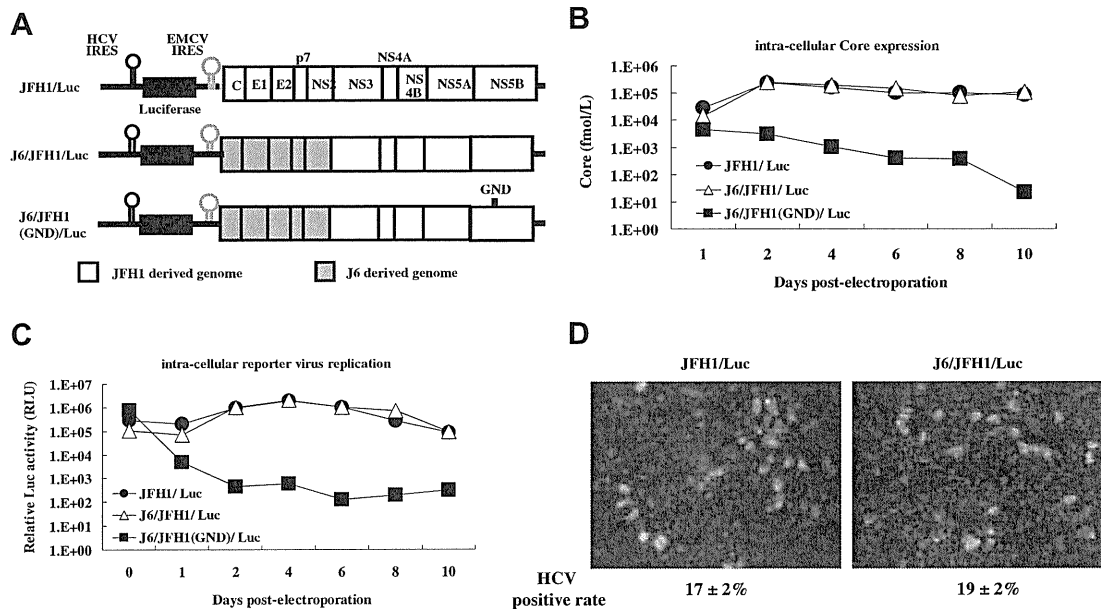 A
HCV IRES
EMCV IRES
p7
NS4A
JFH1/Luc
C E1 E2 NS2 NS3 NS 4B NS5A NS5B
Luciferase
J6/JFH1/Luc
GND
J6/JFH1 (GND)/Luc
JFH1 derived genome
J6 derived genome
B
intra-cellular Core expression
Core (fmol/L)
1.E+06
1.E+05
1.E+04
1.E+03
1.E+02
1.E+01
1.E+00
JFH1/ Luc
J6/JFH1/ Luc
J6/JFH1(GND)/ Luc
1 2 4 6 8 10
Days post-electroporation
C
intra-cellular reporter virus replication
Relative Luc activity (RLU)
1.E+07
1.E+06
1.E+05
1.E+04
1.E+03
1.E+02
1.E+01
1.E+00
JFH1/ Luc
J6/JFH1/ Luc
J6/JFH1(GND)/ Luc
0 1 2 4 6 8 10
Days post-electroporation
D
JFH1/Luc
J6/JFH1/Luc
HCV positive rate
17 ± 2%
19 ± 2%